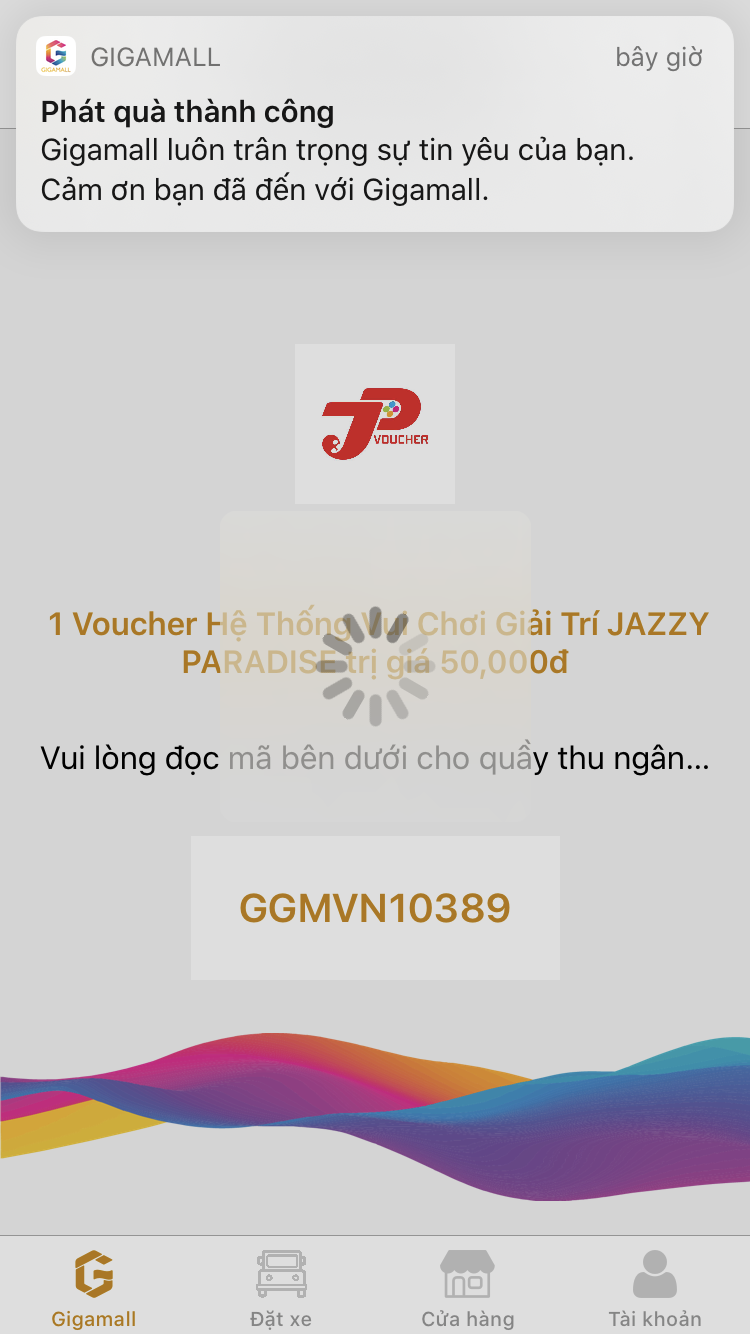 GIGAMALL
GIGAMALL
bây giờ
Phát quà thành công
Gigamall luôn trân trọng sự tin yêu của bạn.
Cảm ơn bạn đã đến với Gigamall.
JP
VOUCHER
1 Voucher Hệ Thống Vui Chơi Giải Trí JAZZY
PARADISE trị giá 50,000đ
Vui lòng đọc mã bên dưới cho quầy thu ngân...
GGMVN10389
Gigamall
Đặt xe
Cửa hàng
Tài khoản